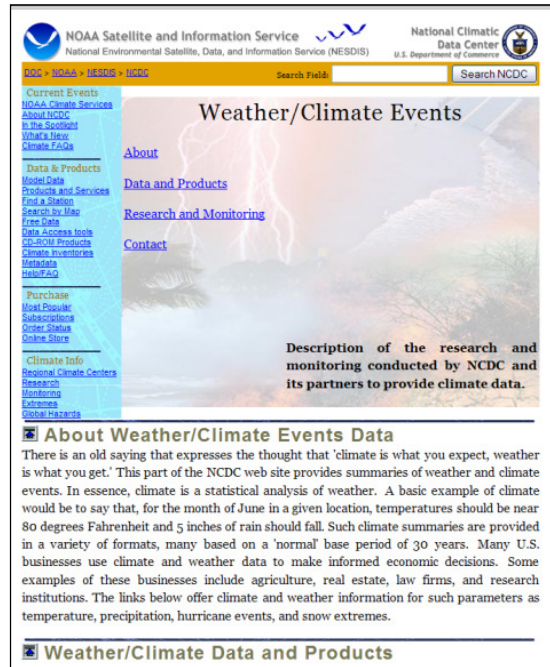 NOAA Satellite and Information Service
National Environmental Satellite, Data, and Information Service (NESDIS)
National Climatic
Data Center
U.S. Department of Commerce
DOC > NOAA > NESDIS > NCDC
Search Field:
Search NCDC
Current Events
NOAA Climate Services
About NCDC
In the Spotlight
What's New
Climate FAQs
Data & Products
Model Data
Products and Services
Find a Station
Search by Map
Free Data
Data Access tools
CD-ROM Products
Climate Inventories
Metadata
Help/FAQ
Purchase
Most Popular
Subscriptions
Order Status
Online Store
Climate Info
Regional Climate Centers
Research
Monitoring
Extremes
Global Hazards
Weather/Climate Events
About
Data and Products
Research and Monitoring
Contact
Description of the research and
monitoring conducted by NCDC and
its partners to provide climate data.
About Weather/Climate Events Data
There is an old saying that expresses the thought that 'climate is what you expect, weather
is what you get.' This part of the NCDC web site provides summaries of weather and climate
events. In essence, climate is a statistical analysis of weather. A basic example of climate
would be to say that, for the month of June in a given location, temperatures should be near
80 degrees Fahrenheit and 5 inches of rain should fall. Such climate summaries are provided
in a variety of formats, many based on a 'normal' base period of 30 years. Many U.S.
businesses use climate and weather data to make informed economic decisions. Some
examples of these businesses include agriculture, real estate, law firms, and research
institutions. The links below offer climate and weather information for such parameters as
temperature, precipitation, hurricane events, and snow extremes.
Weather/Climate Data and Products